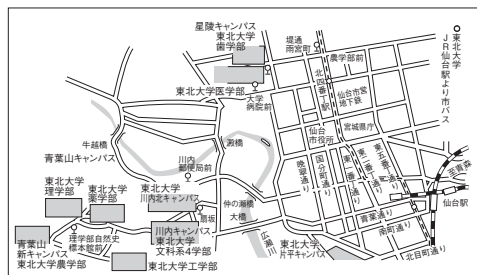 星陵キャンパス
東北大学
歯学部
堤通
雨宮町
農学部前
東北大学
JR仙台駅より市バス
東北大学医学部
大学
病院前
北四番丁駅
仙台市営
地下鉄
宮城県庁
仙台
市役所
牛越橋
青葉山キャンパス
澱橋
川内
郵便局前
晩翠通り
国分町通り
東一番丁通り
東二番丁通り
東五番丁通り
至青森
仙台駅
東北大学
理学部
東北大学
薬学部
東北大学
川内北キャンパス
仲の瀬橋
大橋
扇坂
青葉通り
南町通り
北目町通り
広瀬川
青葉山
新キャンパス
東北大学農学部
理学部自然史
標本館前
川内キャンパス
東北大学
文科系4学部
東北大学
片平キャンパス
東北大学工学部